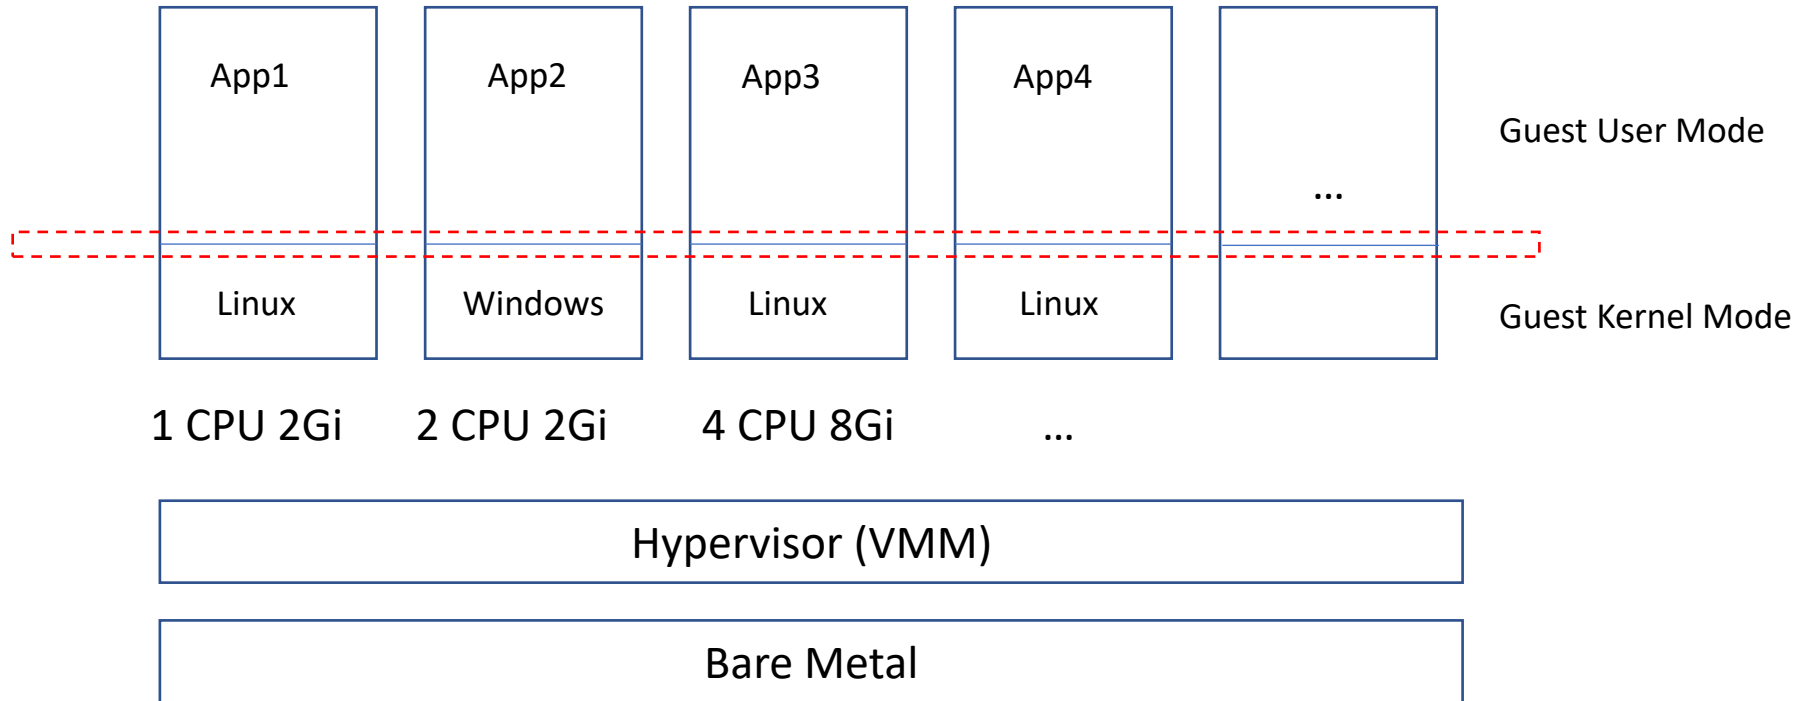 App1
App2
App3
App4
Guest User Mode
...
Linux
Windows
Linux
Linux
Guest Kernel Mode
1 CPU 2Gi
2 CPU 2Gi
4 CPU 8Gi
...
Hypervisor (VMM)
Bare Metal